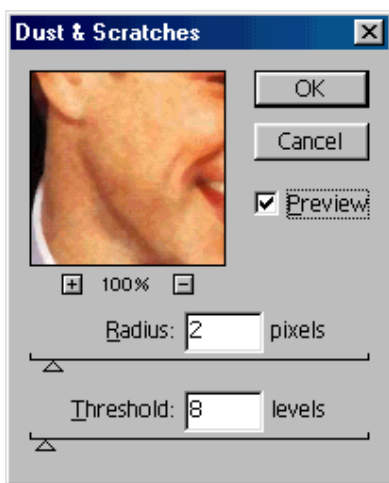 Dust & Scratches
OK
Cancel
Preview
100%
Radius: 2 pixels
Threshold: 8 levels